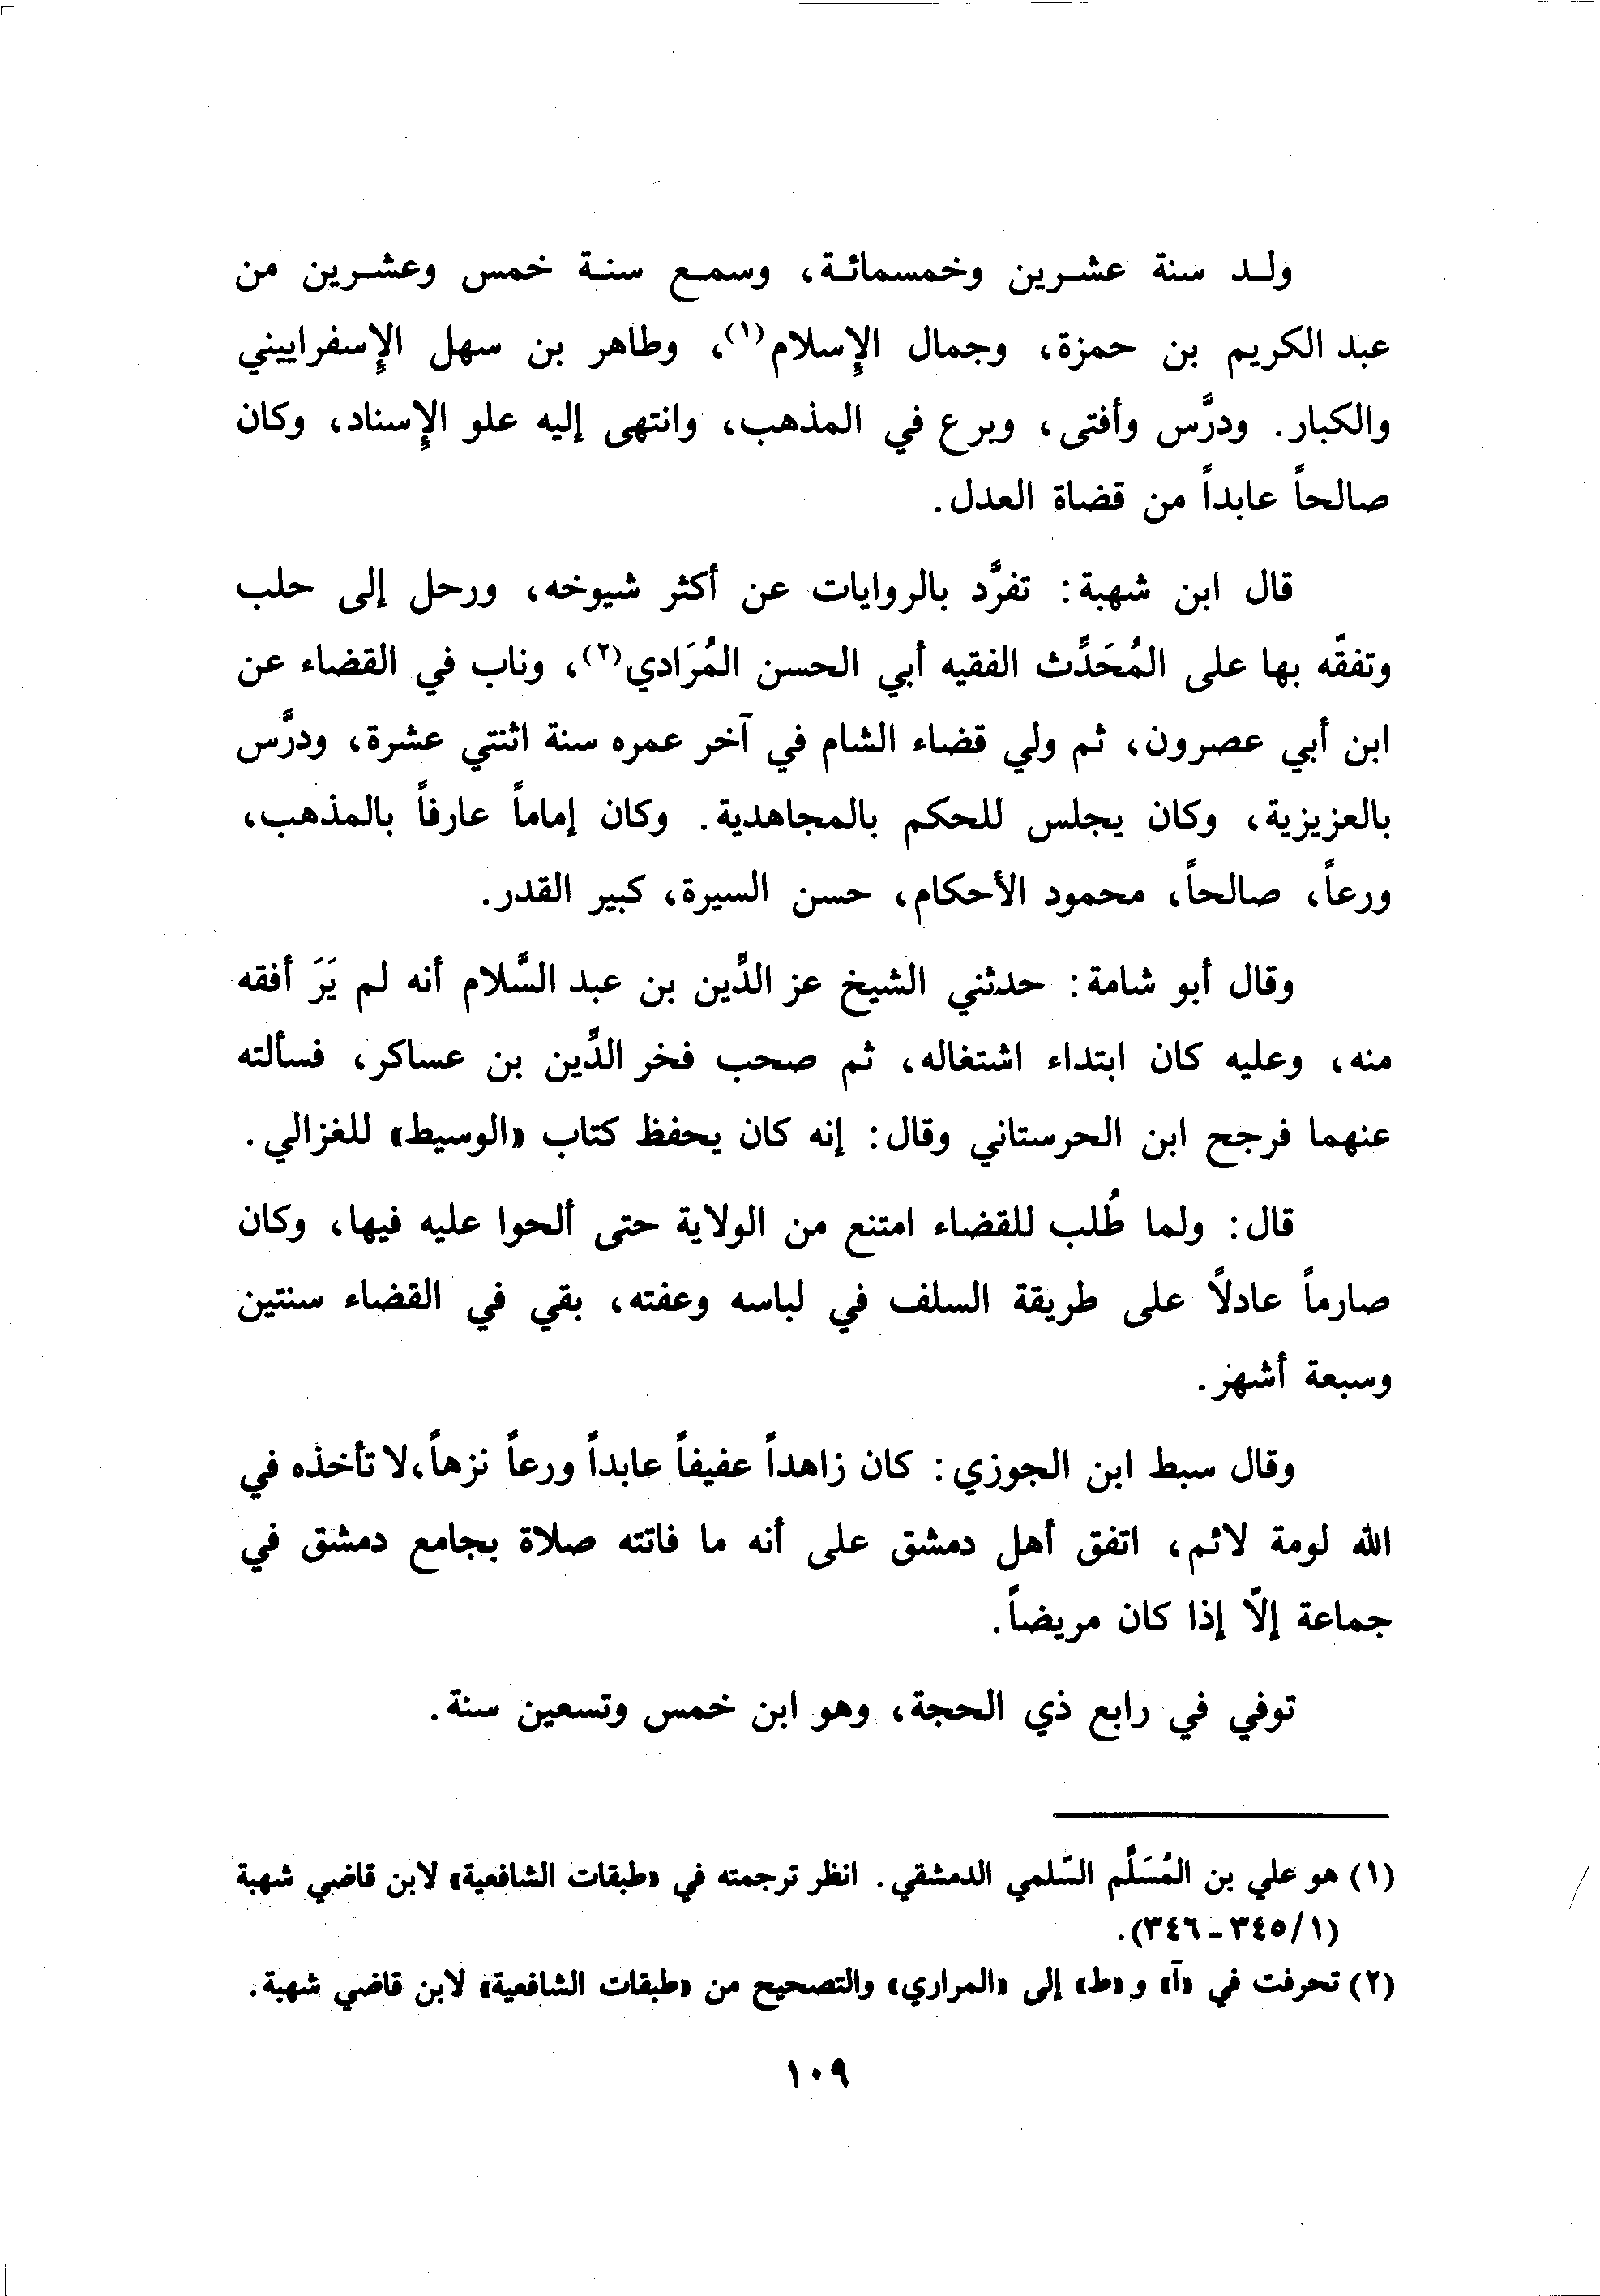 ولد سنة عشرين وخمسمائة، وسمع سنة خمس وعشرين من
عبد الكريم بن حمزة، وجمال الإِسلام(١)، وطاهر بن سهل الإِسفراييني
والكبار. ودرَّس وأفتى، وبرع في المذهب، وانتهى إليه علو الإِسناد، وكان
صالحاً عابداً من قضاة العدل.
قال ابن شهبة: تفرَّد بالروايات عن أكثر شيوخه، ورحل إلى حلب
وتفقّه بها على المُحَدِّث الفقيه أبي الحسن المُرَادي(٢)، وناب في القضاء عن
ابن أبي عصرون، ثم ولي قضاء الشام في آخر عمره سنة اثنتي عشرة، ودرَّس
بالعزيزية، وكان يجلس للحكم بالمجاهدية. وكان إماماً عارفاً بالمذهب،
ورعاً، صالحاً، محمود الأحكام، حسن السيرة، كبير القدر.
وقال أبو شامة: حدثني الشيخ عز الدِّين بن عبد السَّلام أنه لم يَرَ أفقه
منه، وعليه كان ابتداء اشتغاله، ثم صحب فخر الدِّين بن عساكر، فسألته
عنهما فرجح ابن الحرستاني وقال: إنه كان يحفظ كتاب «الوسيط» للغزالي.
قال: ولما طُلب للقضاء امتنع من الولاية حتى ألحوا عليه فيها، وكان
صارماً عادلاً على طريقة السلف في لباسه وعفته، بقي في القضاء سنتين
وسبعة أشهر.
وقال سبط ابن الجوزي: كان زاهداً عفيفاً عابداً ورعاً نزهاً، لا تأخذه في
الله لومة لائم، اتفق أهل دمشق على أنه ما فاتته صلاة بجامع دمشق في
جماعة إلّا إذا كان مريضاً.
توفي في رابع ذي الحجة، وهو ابن خمس وتسعين سنة.
(١) هو علي بن المُسَلَّم السّلمي الدمشقي. انظر ترجمته في «طبقات الشافعية» لابن قاضي شهبة
(١/ ٣٤٥ - ٣٤٦).
(٢) تحرفت في «آ» و «ط» إلى «المراري» والتصحيح من «طبقات الشافعية» لابن قاضي شهبة.
١٠٩